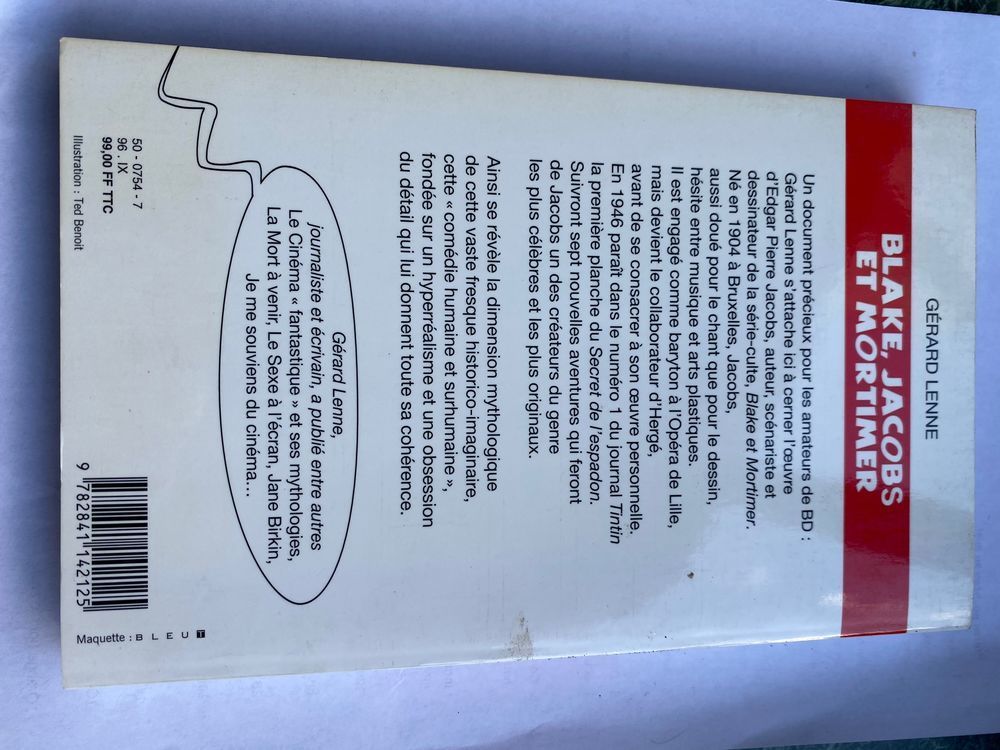 GÉRARD LENNE
BLAKE, JACOBS
ET MORTIMER
Un document précieux pour les amateurs de BD :
Gérard Lenne s'attache ici à cerner l'œuvre
d'Edgar Pierre Jacobs, auteur, scénariste et
dessinateur de la série-culte, Blake et Mortimer.
Né en 1904 à Bruxelles, Jacobs,
aussi doué pour le chant que pour le dessin,
hésite entre musique et arts plastiques.
Il est engagé comme baryton à l'Opéra de Lille,
mais devient le collaborateur d'Hergé,
avant de se consacrer à son œuvre personnelle.
En 1946 paraît dans le numéro 1 du journal Tintin
la première planche du Secret de l'espadon.
Suivront sept nouvelles aventures qui feront
de Jacobs un des créateurs du genre
les plus célèbres et les plus originaux.
Ainsi se révèle la dimension mythologique
de cette vaste fresque historico-imaginaire,
cette « comédie humaine et surhumaine »,
fondée sur un hyperréalisme et une obsession
du détail qui lui donnent toute sa cohérence.
Gérard Lenne,
journaliste et écrivain, a publié entre autres
Le Cinéma « fantastique » et ses mythologies,
La Mort à venir, Le Sexe à l'écran, Jane Birkin,
Je me souviens du cinéma...
50 - 0754 - 7
96 . IX
99,00 FF TTC
Illustration : Ted Benoit
9 782841 142125
Maquette : BLEU T